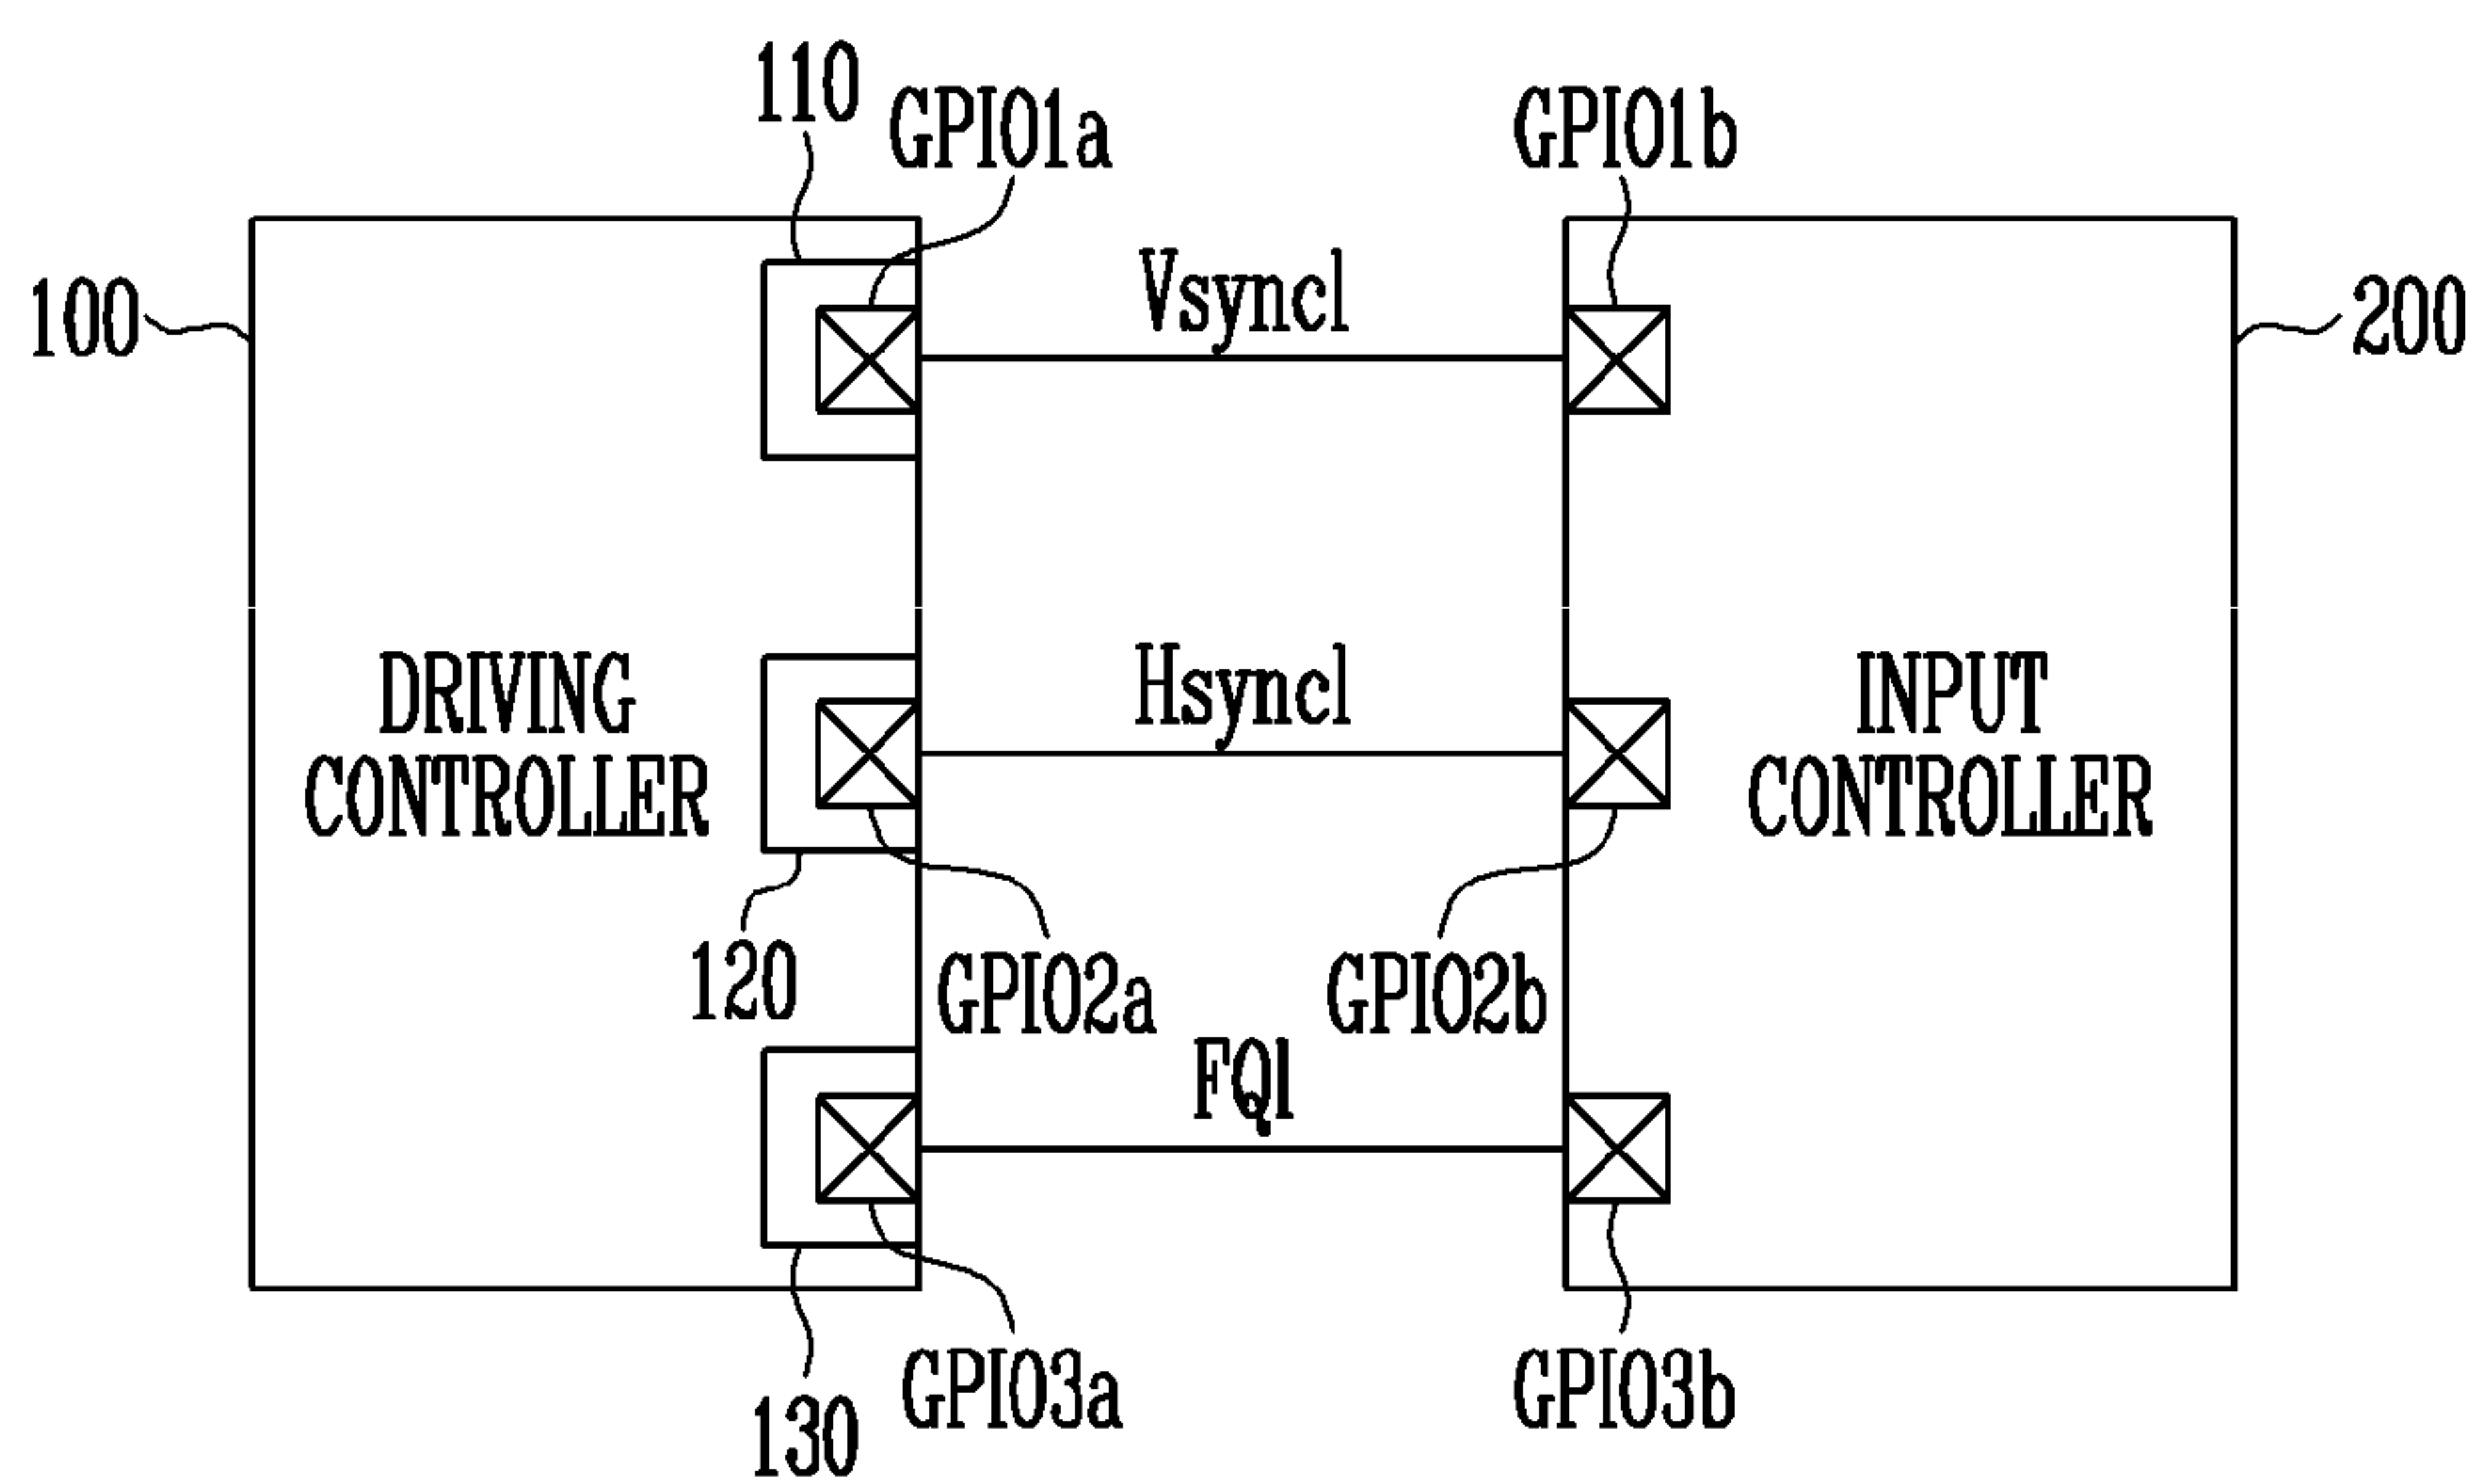 110
GPIO1a
GPIO1b
100
Vsyncl
200
DRIVING
CONTROLLER
Hsyncl
INPUT
CONTROLLER
120
GPIO2a
GPIO2b
FQl
GPIO3a
GPIO3b
130